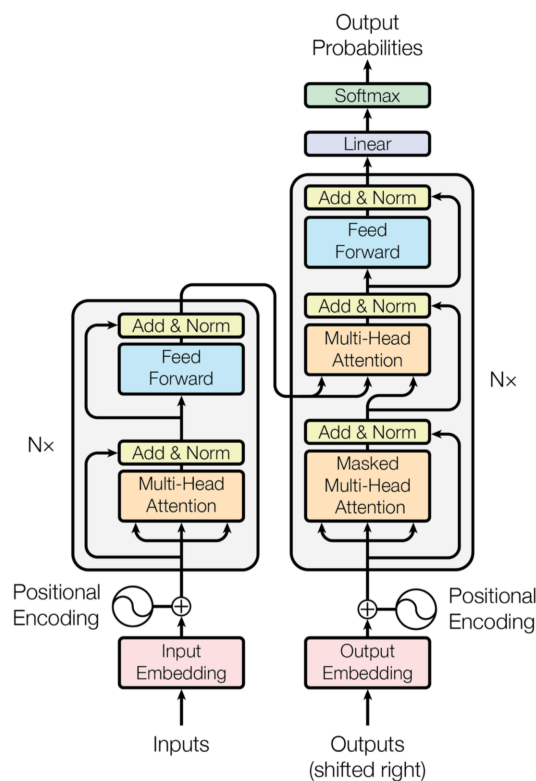 Output
Probabilities
Softmax
Linear
Add & Norm
Feed
Forward
Add & Norm
Multi-Head
Attention
Add & Norm
Masked
Multi-Head
Attention
Nx
Add & Norm
Feed
Forward
Add & Norm
Multi-Head
Attention
Nx
Positional
Encoding
Positional
Encoding
Input
Embedding
Output
Embedding
Inputs
Outputs
(shifted right)